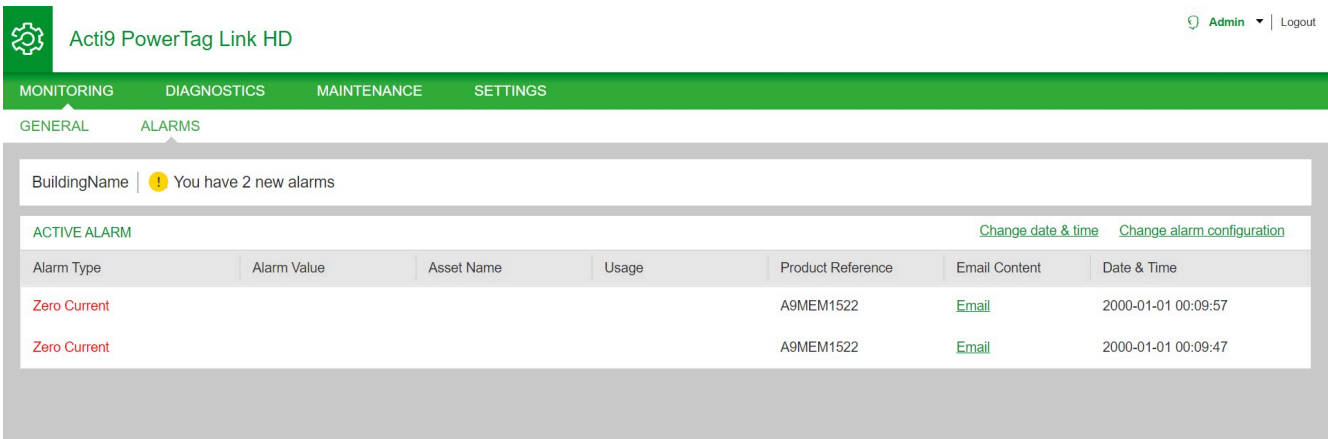 Acti9 PowerTag Link HD
Admin | Logout
MONITORING DIAGNOSTICS MAINTENANCE SETTINGS
GENERAL ALARMS
BuildingName | ! You have 2 new alarms
ACTIVE ALARM Change date & time Change alarm configuration
Alarm Type Alarm Value Asset Name Usage Product Reference Email Content Date & Time
Zero Current A9MEM1522 Email 2000-01-01 00:09:57
Zero Current A9MEM1522 Email 2000-01-01 00:09:47